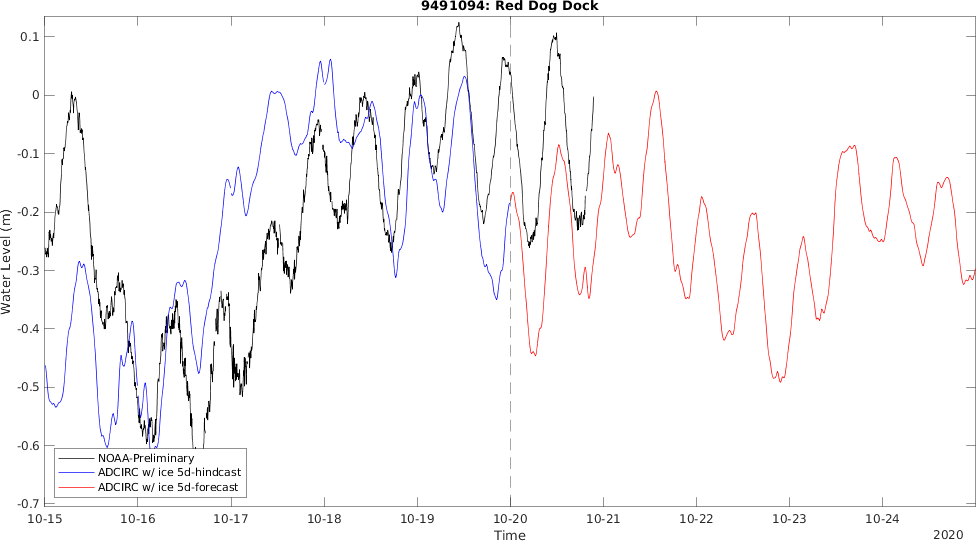 9491094: Red Dog Dock
0.1
0
-0.1
-0.2
-0.3
-0.4
-0.5
-0.6
-0.7
Water Level (m)
NOAA-Preliminary
ADCIRC w/ ice 5d-hindcast
ADCIRC w/ ice 5d-forecast
10-15 10-16 10-17 10-18 10-19 10-20 10-21 10-22 10-23 10-24
Time
2020